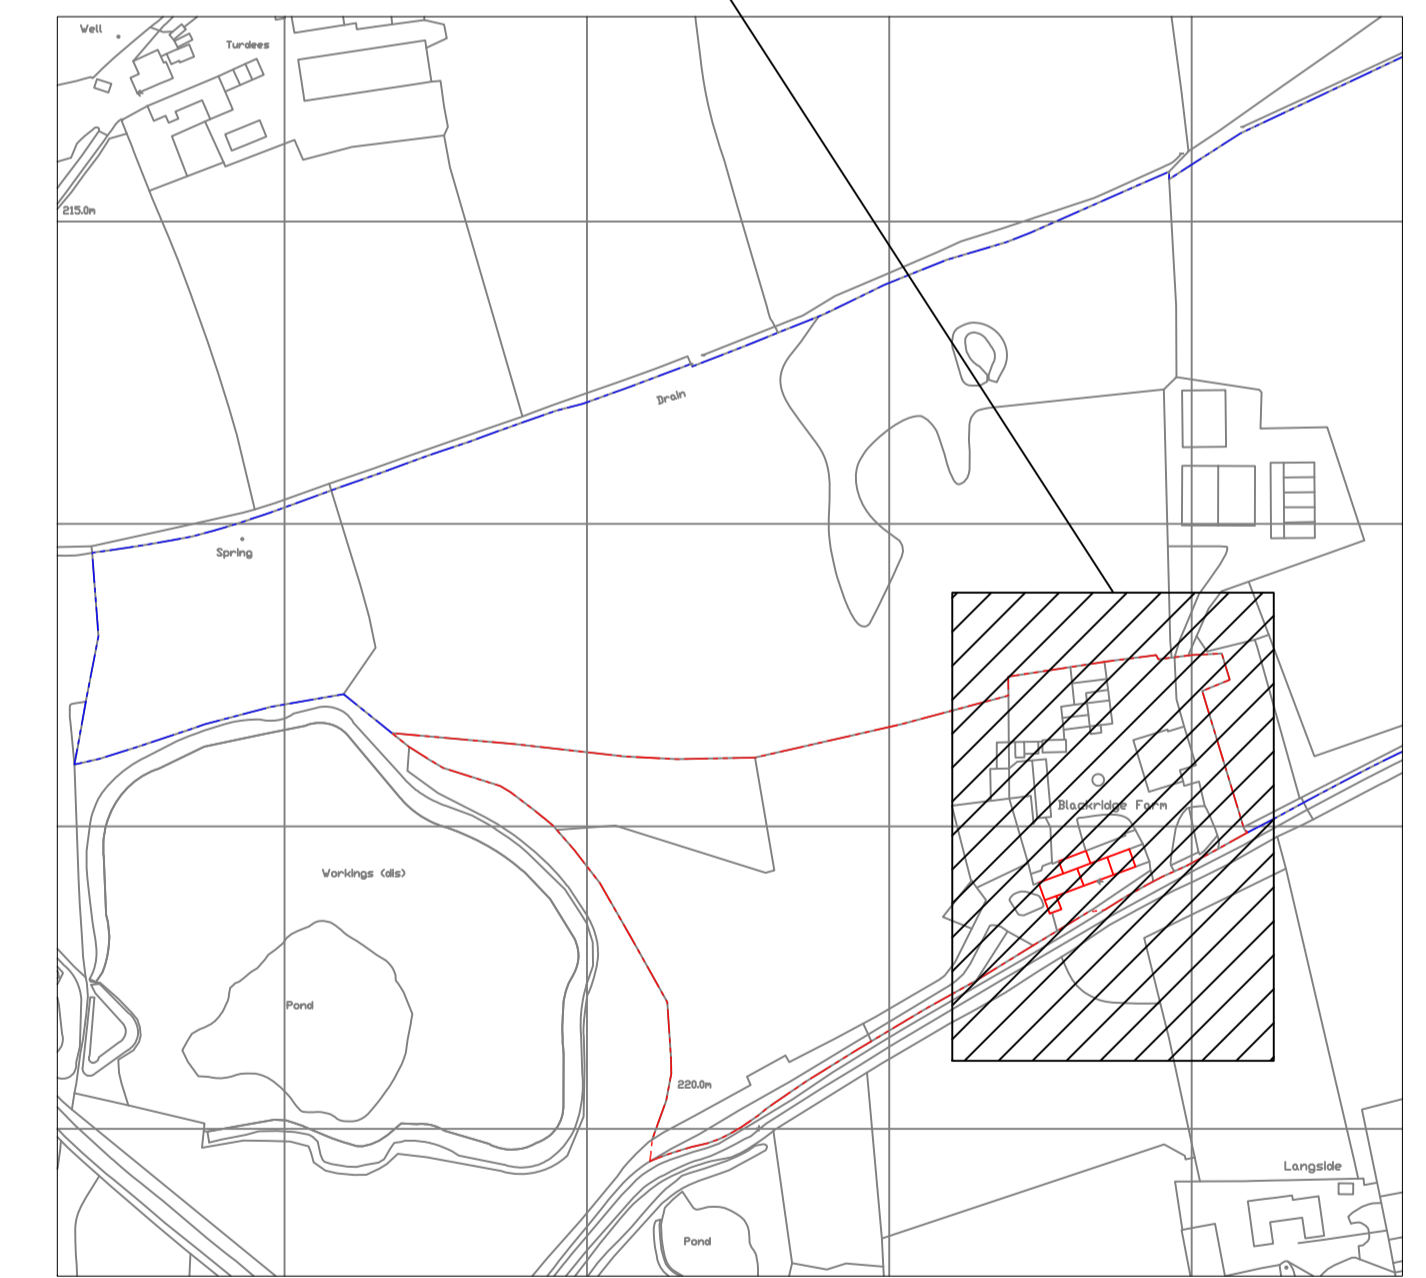 Well
Turdees
215.0m
Drain
Spring
Blackridge Farm
Workings (dis)
Pond
220.0m
Langside
Pond